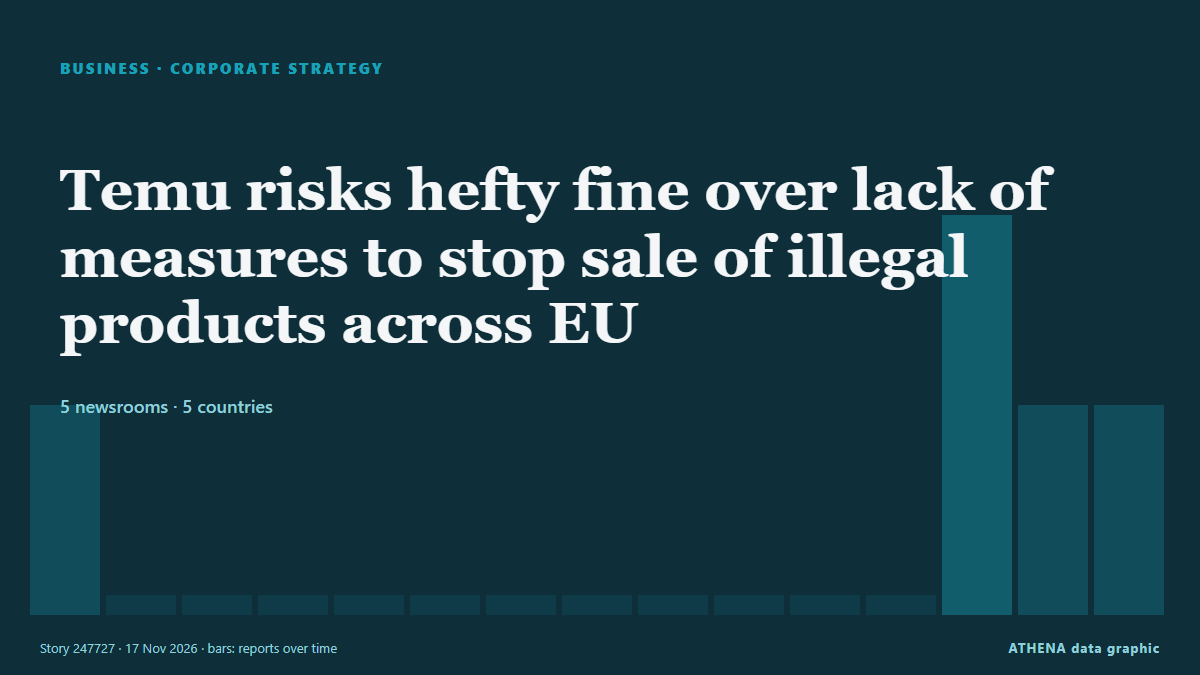 BUSINESS · CORPORATE STRATEGY
Temu risks hefty fine over lack of
measures to stop sale of illegal
products across EU
5 newsrooms · 5 countries
Story 247727 · 17 Nov 2026 · bars: reports over time
ATHENA data graphic